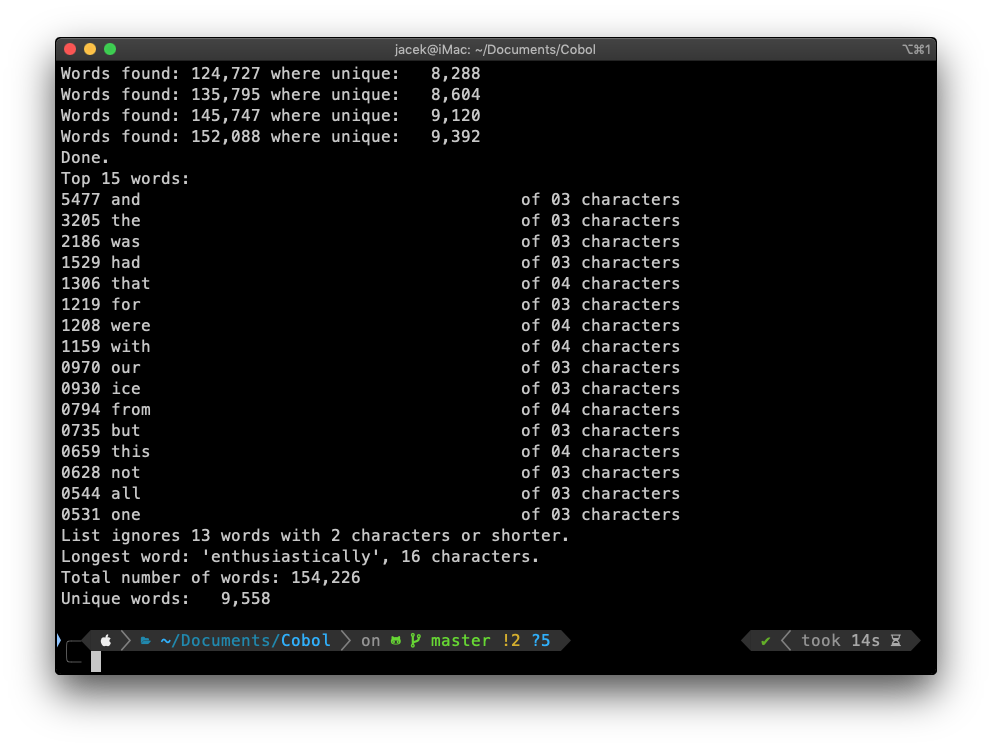 jacek@iMac: ~/Documents/Cobol ⌥⌘1
Words found: 124,727 where unique:   8,288
Words found: 135,795 where unique:   8,604
Words found: 145,747 where unique:   9,120
Words found: 152,088 where unique:   9,392
Done.
Top 15 words:
5477 and                                      of 03 characters
3205 the                                      of 03 characters
2186 was                                      of 03 characters
1529 had                                      of 03 characters
1306 that                                     of 04 characters
1219 for                                      of 03 characters
1208 were                                     of 04 characters
1159 with                                     of 04 characters
0970 our                                      of 03 characters
0930 ice                                      of 03 characters
0794 from                                     of 04 characters
0735 but                                      of 03 characters
0659 this                                     of 04 characters
0628 not                                      of 03 characters
0544 all                                      of 03 characters
0531 one                                      of 03 characters
List ignores 13 words with 2 characters or shorter.
Longest word: 'enthusiastically', 16 characters.
Total number of words: 154,226
Unique words:   9,558
~/Documents/Cobol on master !2 ?5 ✔ took 14s